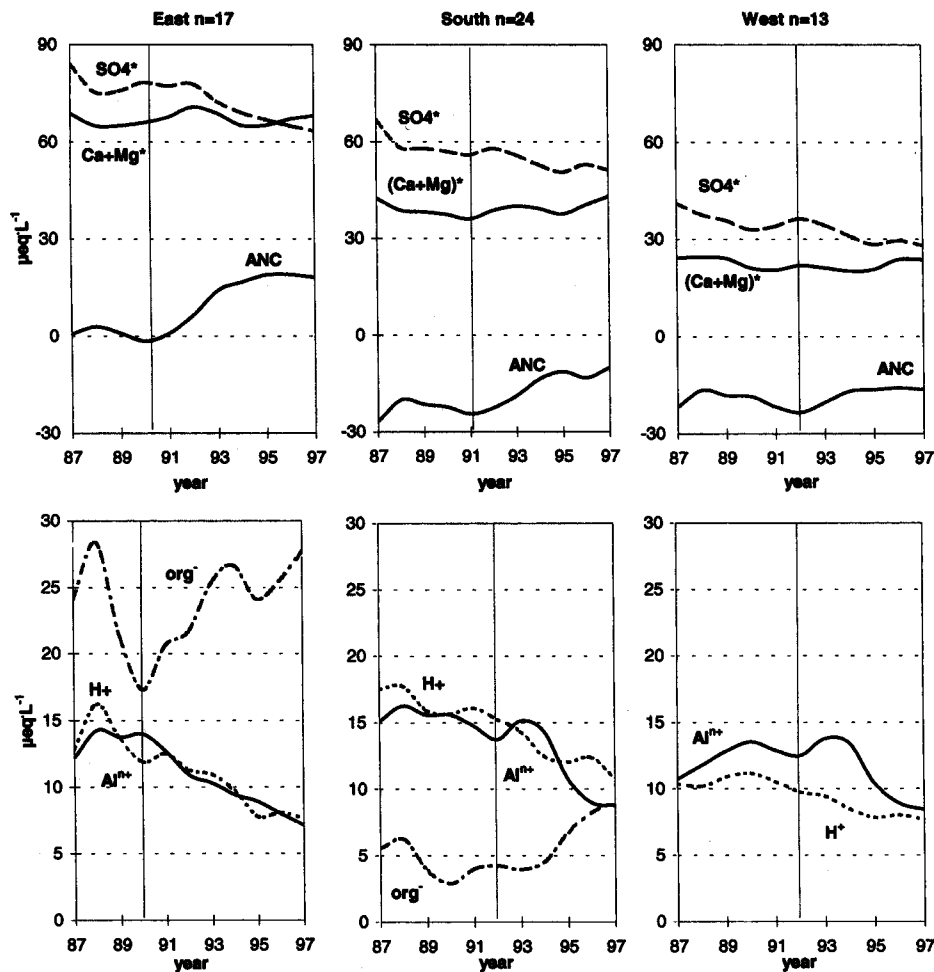 East n=17
90
60
30
0
-30
µeq·L⁻¹
SO4*
Ca+Mg*
ANC
87 89 91 93 95 97
year
South n=24
90
60
30
0
-30
SO4*
(Ca+Mg)*
ANC
87 89 91 93 95 97
year
West n=13
90
60
30
0
-30
SO4*
(Ca+Mg)*
ANC
87 89 91 93 95 97
year
30
25
20
15
10
5
0
µeq·L⁻¹
org⁻
H+
Alⁿ⁺
87 89 91 93 95 97
year
30
25
20
15
10
5
0
H+
Alⁿ⁺
org⁻
87 89 91 93 95 97
year
30
25
20
15
10
5
0
Alⁿ⁺
H⁺
87 89 91 93 95 97
year